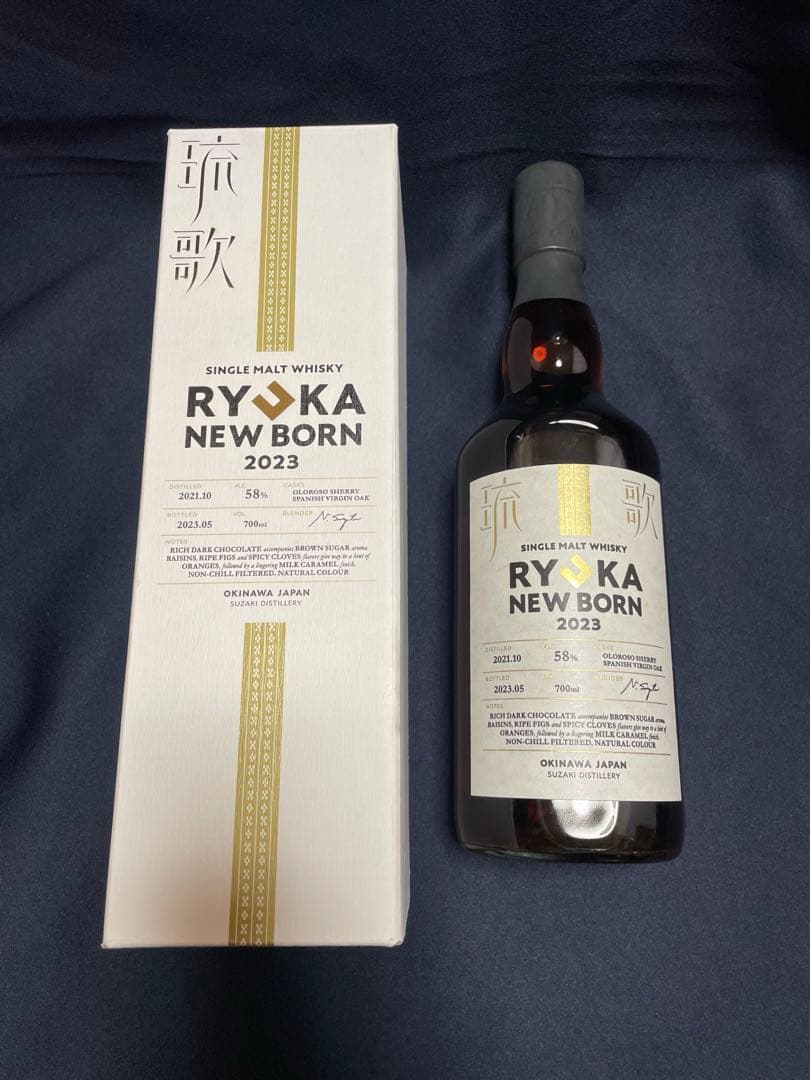 琉
歌
SINGLE MALT WHISKY
RYUKA
NEW BORN
2023
DISTILLED 2021.10 ALC 58% CASKS OLOROSO SHERRY
SPANISH VIRGIN OAK
BOTTLED 2023.05 VOL 700ml BLENDER
NOTES
RICH DARK CHOCOLATE accompanies BROWN SUGAR aroma.
RAISINS, RIPE FIGS and SPICY CLOVES flavors give way to a hint of
ORANGES, followed by a lingering MILK CARAMEL finish.
NON-CHILL FILTERED. NATURAL COLOUR
OKINAWA JAPAN
SUZAKI DISTILLERY
琉 歌
SINGLE MALT WHISKY
RYUKA
NEW BORN
2023
DISTILLED 2021.10 ALC 58% CASKS OLOROSO SHERRY
SPANISH VIRGIN OAK
BOTTLED 2023.05 VOL 700ml BLENDER
NOTES
RICH DARK CHOCOLATE accompanies BROWN SUGAR aroma.
RAISINS, RIPE FIGS and SPICY CLOVES flavors give way to a hint of
ORANGES, followed by a lingering MILK CARAMEL finish.
NON-CHILL FILTERED. NATURAL COLOUR
OKINAWA JAPAN
SUZAKI DISTILLERY